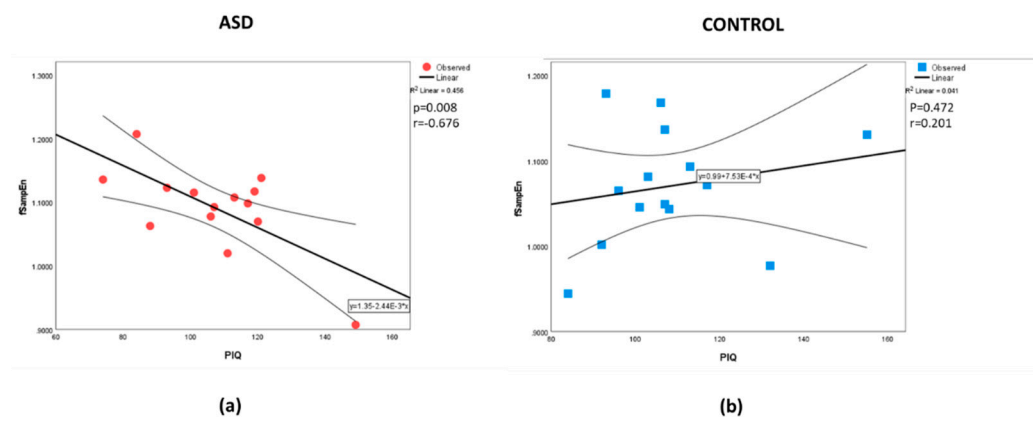 ASD
CONTROL
Observed
Linear
R² Linear = 0.456
p=0.008
r=-0.676
1.3000
1.2000
1.1000
1.0000
.9000
fSampEn
y=1.35-2.44E-3*x
60
80
100
120
140
160
PIQ
(a)
Observed
Linear
R² Linear = 0.041
P=0.472
r=0.201
1.2000
1.1000
1.0000
.9000
fSampEn
y=0.99+7.53E-4*x
80
100
120
140
160
PIQ
(b)